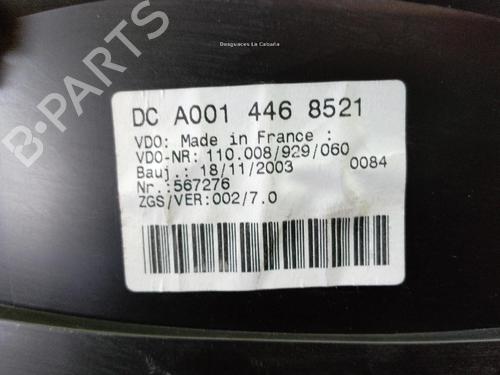 Desguaces La Cabaña
B-PARTS
DC A001 446 8521
VDO: Made in France :
VDO-NR: 110.008/929/060
Bauj.: 18/11/2003 0084
Nr.:567276
ZGS/VER:002/7.0